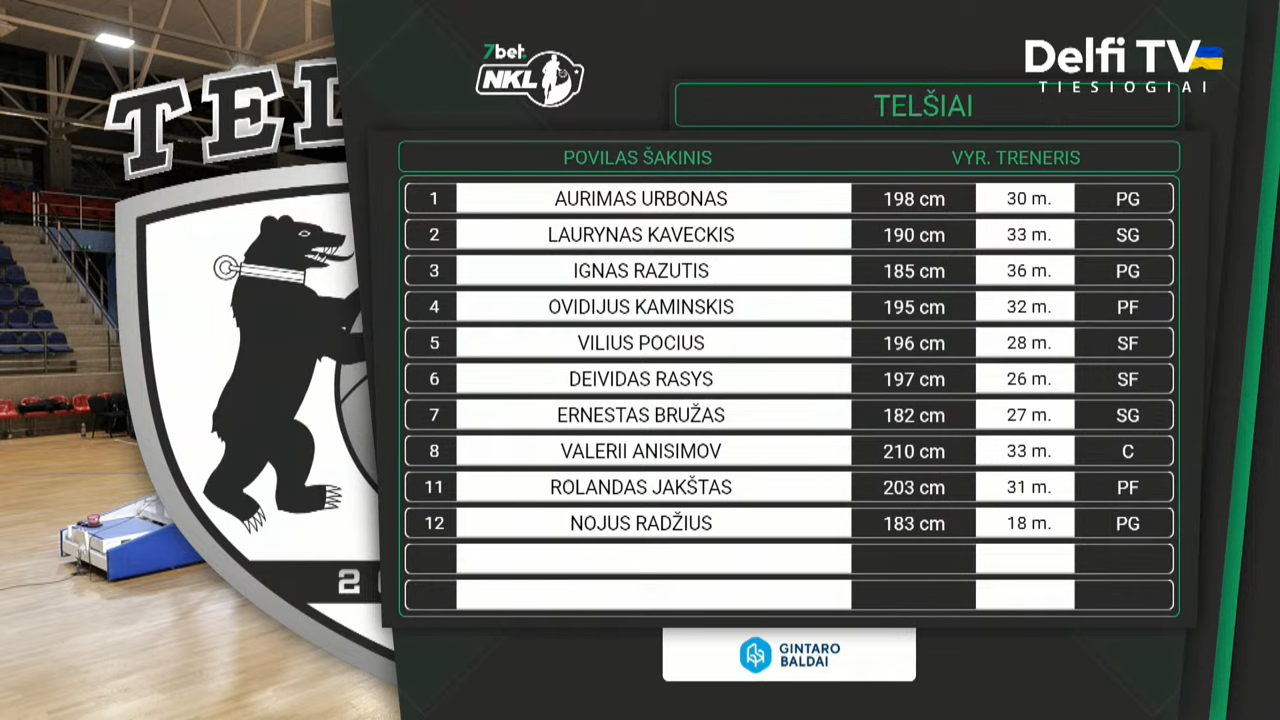 7bet.
NKL
Delfi TV
TIESIOGIAI
TELŠIAI
POVILAS ŠAKINIS VYR. TRENERIS
1 AURIMAS URBONAS 198 cm 30 m. PG
2 LAURYNAS KAVECKIS 190 cm 33 m. SG
3 IGNAS RAZUTIS 185 cm 36 m. PG
4 OVIDIJUS KAMINSKIS 195 cm 32 m. PF
5 VILIUS POCIUS 196 cm 28 m. SF
6 DEIVIDAS RASYS 197 cm 26 m. SF
7 ERNESTAS BRUŽAS 182 cm 27 m. SG
8 VALERII ANISIMOV 210 cm 33 m. C
11 ROLANDAS JAKŠTAS 203 cm 31 m. PF
12 NOJUS RADŽIUS 183 cm 18 m. PG
GINTARO
BALDAI